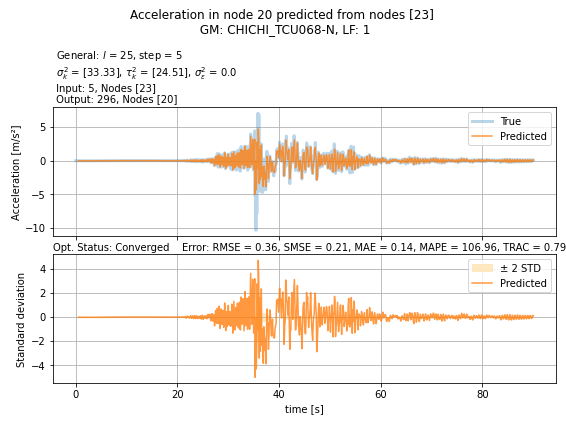 Acceleration in node 20 predicted from nodes [23]
GM: CHICHI_TCU068-N, LF: 1
General: l = 25, step = 5
σ²ₖ = [33.33], τ²ₖ = [24.51], σ²_ε = 0.0
Input: 5, Nodes [23]
Output: 296, Nodes [20]
Acceleration [m/s²]
5
0
−5
−10
True
Predicted
Opt. Status: Converged    Error: RMSE = 0.36, SMSE = 0.21, MAE = 0.14, MAPE = 106.96, TRAC = 0.79
Standard deviation
4
2
0
−2
−4
± 2 STD
Predicted
0 20 40 60 80
time [s]